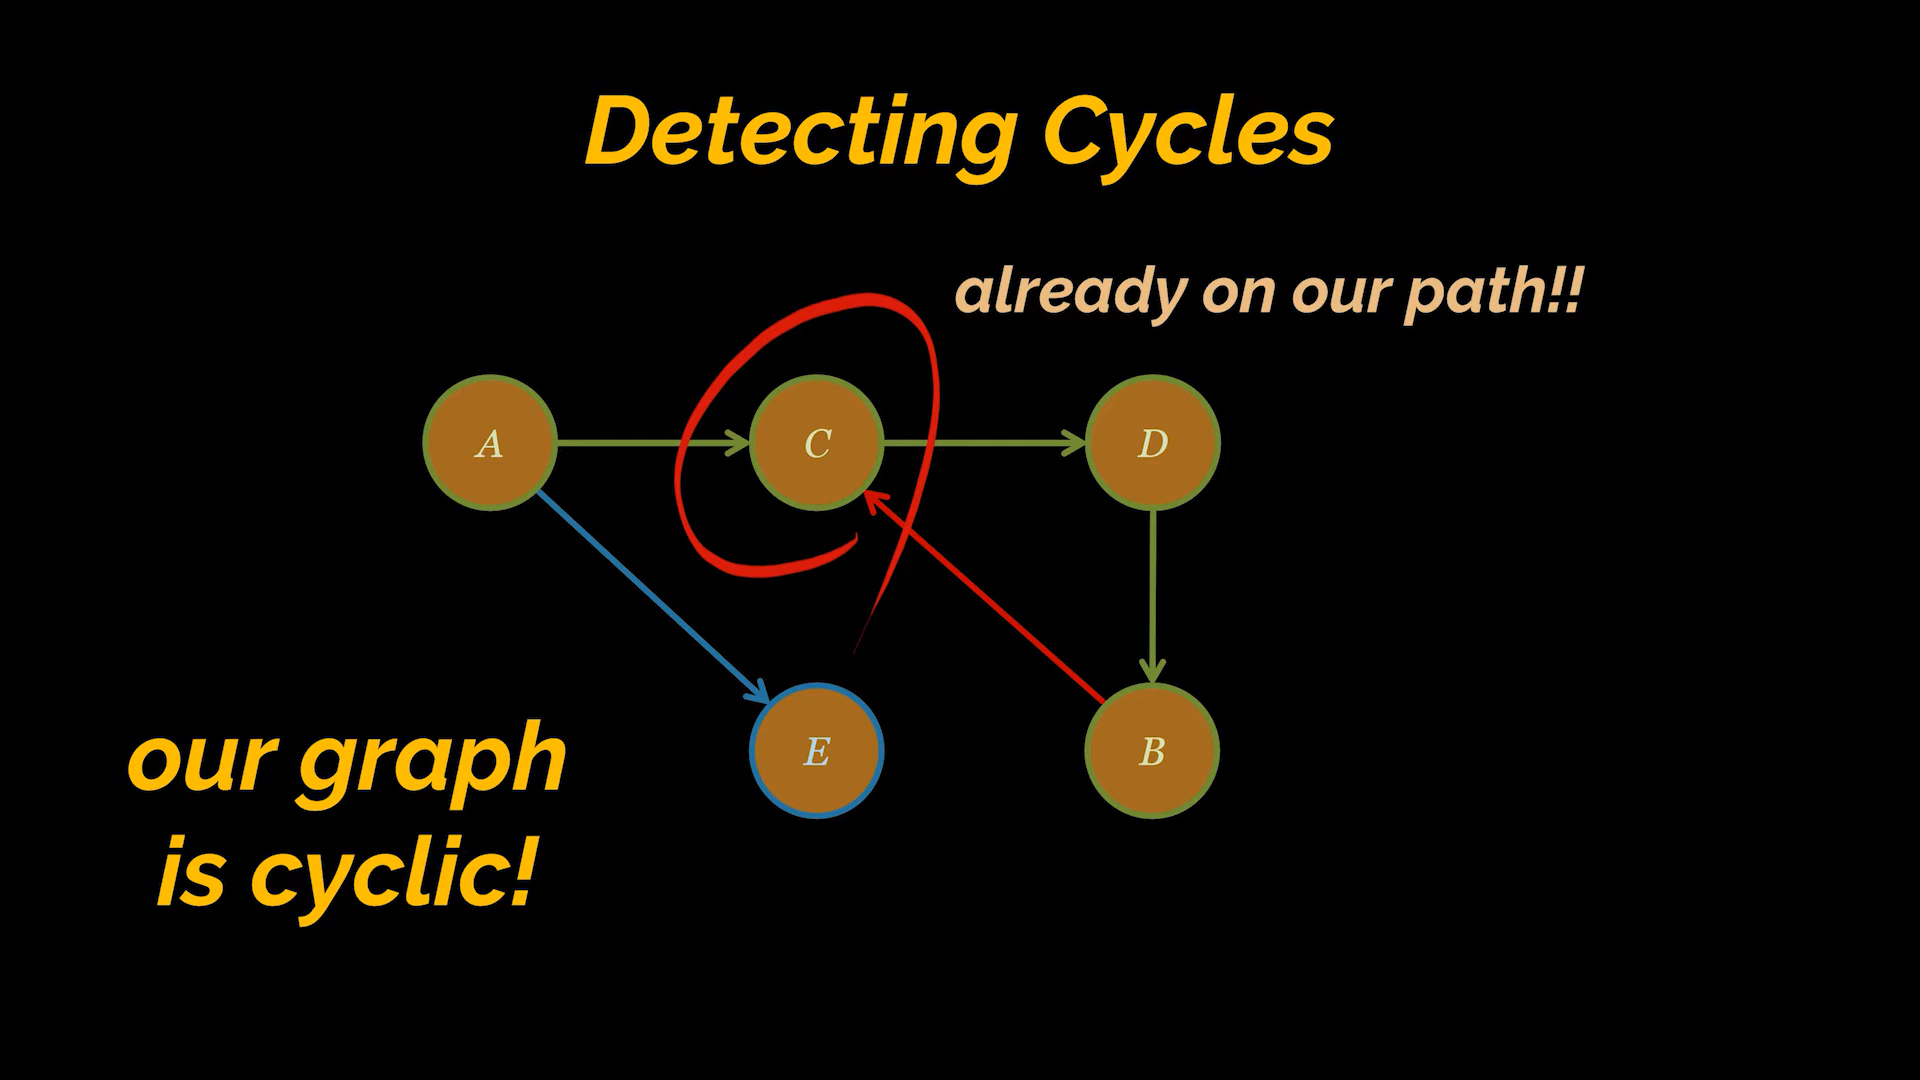 Detecting Cycles
already on our path!!
A
C
D
E
B
our graph
is cyclic!